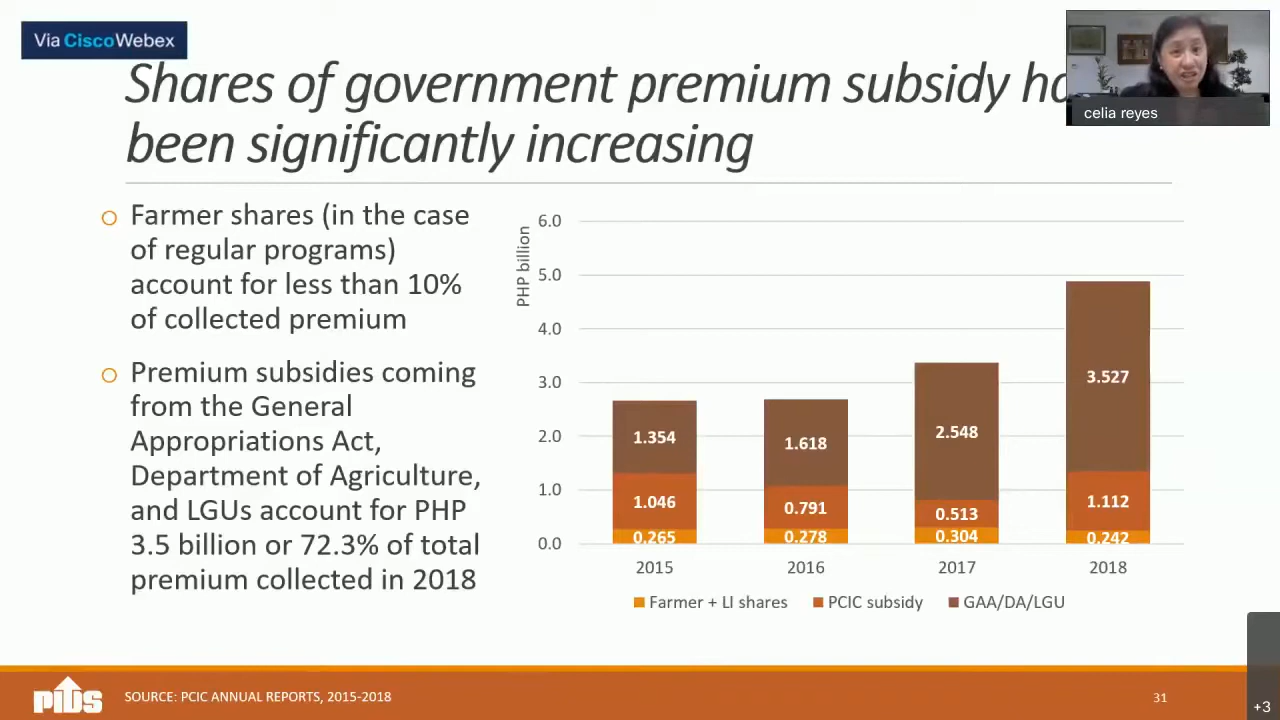 Via CiscoWebex
celia reyes
Shares of government premium subsidy
been significantly increasing
Farmer shares (in the case
of regular programs)
account for less than 10%
of collected premium
Premium subsidies coming
from the General
Appropriations Act,
Department of Agriculture,
and LGUs account for PHP
3.5 billion or 72.3% of total
premium collected in 2018
PHP billion
6.0
5.0
4.0
3.0
2.0
1.0
0.0
1.354
1.046
0.265
1.618
0.791
0.278
2.548
0.513
0.304
3.527
1.112
0.242
2015 2016 2017 2018
Farmer + LI shares PCIC subsidy GAA/DA/LGU
PIDS
SOURCE: PCIC ANNUAL REPORTS, 2015-2018
31
+3